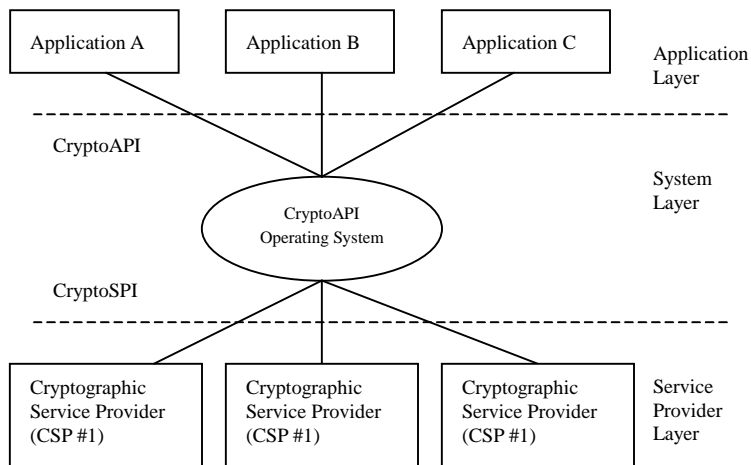 Application A
Application B
Application C
Application
Layer
CryptoAPI
System
Layer
CryptoAPI
Operating System
CryptoSPI
Cryptographic
Service Provider
(CSP #1)
Cryptographic
Service Provider
(CSP #1)
Cryptographic
Service Provider
(CSP #1)
Service
Provider
Layer